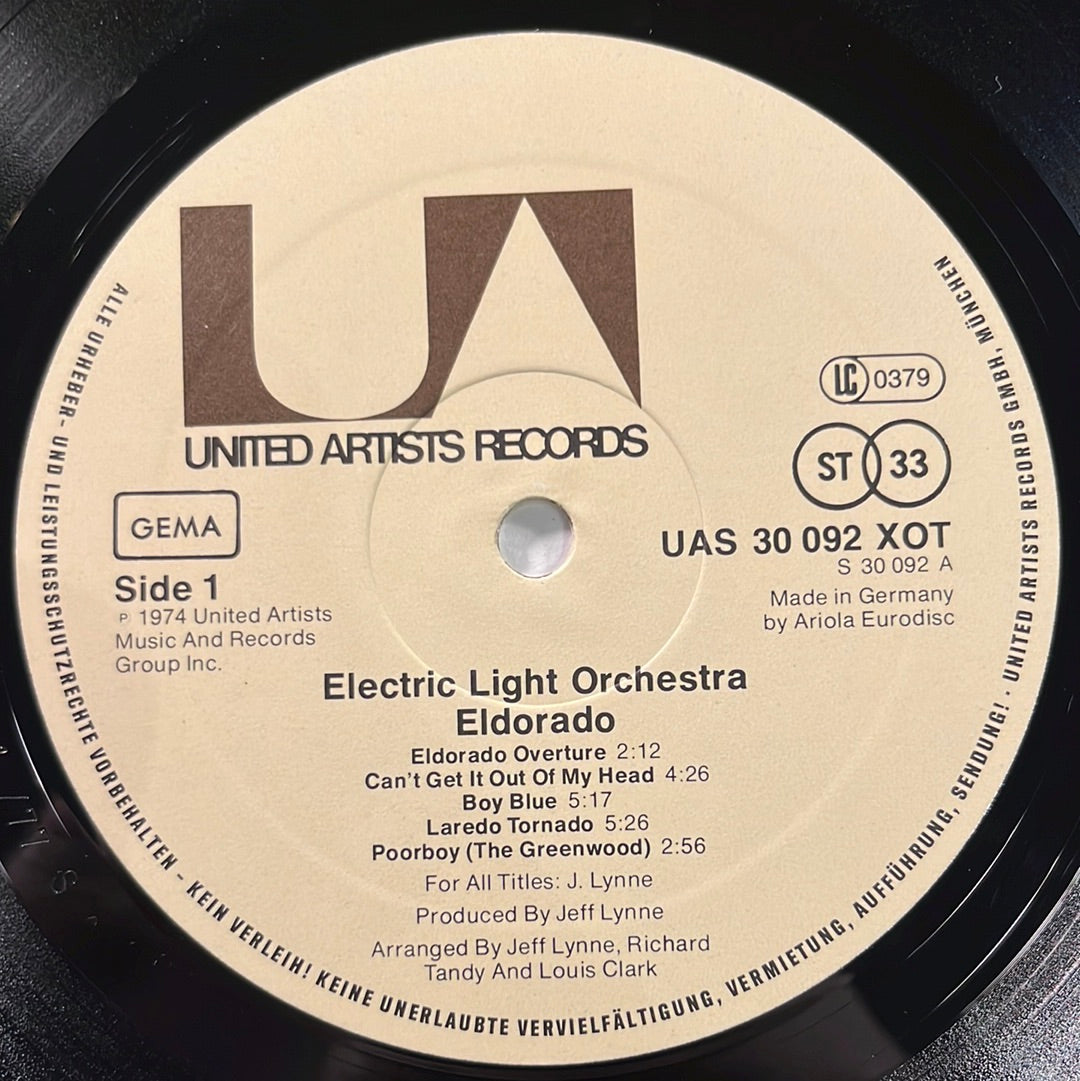 UA
UNITED ARTISTS RECORDS
LC 0379
ST 33
GEMA
UAS 30 092 XOT
S 30 092 A
Side 1
Made in Germany
by Ariola Eurodisc
℗ 1974 United Artists
Music And Records
Group Inc.
Electric Light Orchestra
Eldorado
Eldorado Overture 2:12
Can't Get It Out Of My Head 4:26
Boy Blue 5:17
Laredo Tornado 5:26
Poorboy (The Greenwood) 2:56
For All Titles: J. Lynne
Produced By Jeff Lynne
Arranged By Jeff Lynne, Richard
Tandy And Louis Clark
ALLE URHEBER- UND LEISTUNGSSCHUTZRECHTE VORBEHALTEN - KEIN VERLEIH! KEINE UNERLAUBTE VERVIELFÄLTIGUNG, VERMIETUNG, AUFFÜHRUNG, SENDUNG! · UNITED ARTISTS RECORDS GMBH, MÜNCHEN